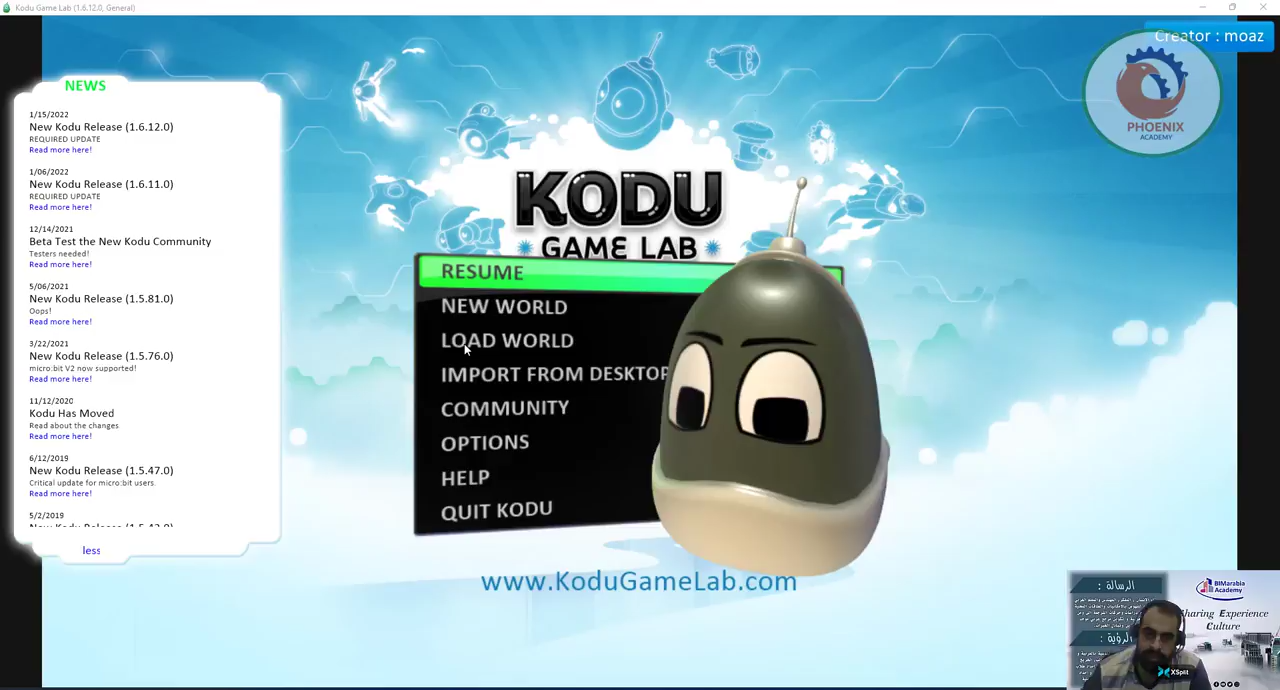 Kodu Game Lab (1.6.12.0, General)
Creator : moaz
PHOENIX
ACADEMY
NEWS
1/15/2022
New Kodu Release (1.6.12.0)
REQUIRED UPDATE
Read more here!
1/06/2022
New Kodu Release (1.6.11.0)
REQUIRED UPDATE
Read more here!
12/14/2021
Beta Test the New Kodu Community
Testers needed!
Read more here!
5/06/2021
New Kodu Release (1.5.81.0)
Oops!
Read more here!
3/22/2021
New Kodu Release (1.5.76.0)
micro:bit V2 now supported!
Read more here!
11/12/2020
Kodu Has Moved
Read about the changes
Read more here!
6/12/2019
New Kodu Release (1.5.47.0)
Critical update for micro:bit users.
Read more here!
5/2/2019
less
KODU
GAME LAB
RESUME
NEW WORLD
LOAD WORLD
IMPORT FROM DESKTOP
COMMUNITY
OPTIONS
HELP
QUIT KODU
www.KoduGameLab.com
الرسالة :
الرؤية :
BIMarabia
Academy
Sharing Experience
Culture
XSplit